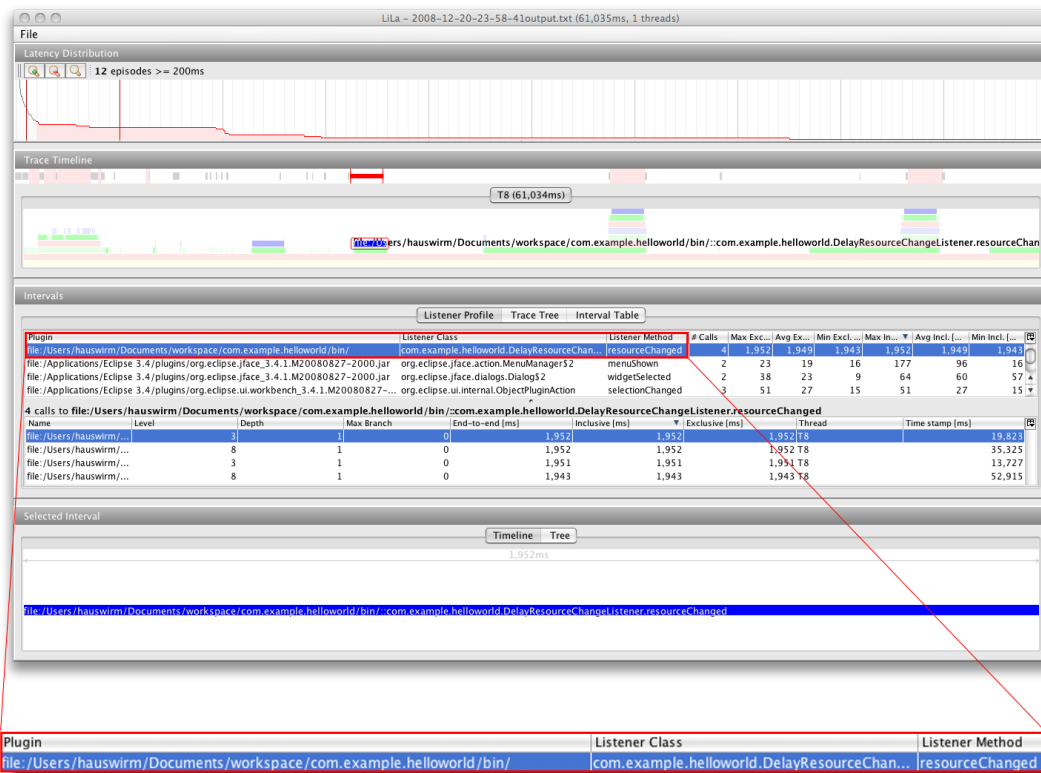 LiLa – 2008-12-20-23-58-41output.txt (61,035ms, 1 threads)
File
Latency Distribution
12 episodes >= 200ms
Trace Timeline
T8 (61,034ms)
file:/Users/hauswirm/Documents/workspace/com.example.helloworld/bin/::com.example.helloworld.DelayResourceChangeListener.resourceChan
Intervals
Listener Profile Trace Tree Interval Table
Plugin Listener Class Listener Method # Calls Max Exc... Avg Ex... Min Excl. ... Max In... ▼ Avg Incl. [... Min Incl. [...
file:/Users/hauswirm/Documents/workspace/com.example.helloworld/bin/ com.example.helloworld.DelayResourceChan... resourceChanged 4 1,952 1,949 1,943 1,952 1,949 1,943
file:/Applications/Eclipse 3.4/plugins/org.eclipse.jface_3.4.1.M20080827-2000.jar org.eclipse.jface.action.MenuManager$2 menuShown 2 23 19 16 177 96 16
file:/Applications/Eclipse 3.4/plugins/org.eclipse.jface_3.4.1.M20080827-2000.jar org.eclipse.jface.dialogs.Dialog$2 widgetSelected 2 38 23 9 64 60 57
file:/Applications/Eclipse 3.4/plugins/org.eclipse.ui.workbench_3.4.1.M20080827-... org.eclipse.ui.internal.ObjectPluginAction selectionChanged 3 51 27 15 51 27 15
4 calls to file:/Users/hauswirm/Documents/workspace/com.example.helloworld/bin/::com.example.helloworld.DelayResourceChangeListener.resourceChanged
Name Level Depth Max Branch End-to-end [ms] Inclusive [ms] ▼ Exclusive [ms] Thread Time stamp [ms]
file:/Users/hauswirm/... 3 1 0 1,952 1,952 1,952 T8 19,823
file:/Users/hauswirm/... 8 1 0 1,952 1,952 1,952 T8 35,325
file:/Users/hauswirm/... 3 1 0 1,951 1,951 1,951 T8 13,727
file:/Users/hauswirm/... 8 1 0 1,943 1,943 1,943 T8 52,915
Selected Interval
Timeline Tree
1,952ms
file:/Users/hauswirm/Documents/workspace/com.example.helloworld/bin/::com.example.helloworld.DelayResourceChangeListener.resourceChanged
Plugin Listener Class Listener Method
file:/Users/hauswirm/Documents/workspace/com.example.helloworld/bin/ com.example.helloworld.DelayResourceChan... resourceChanged